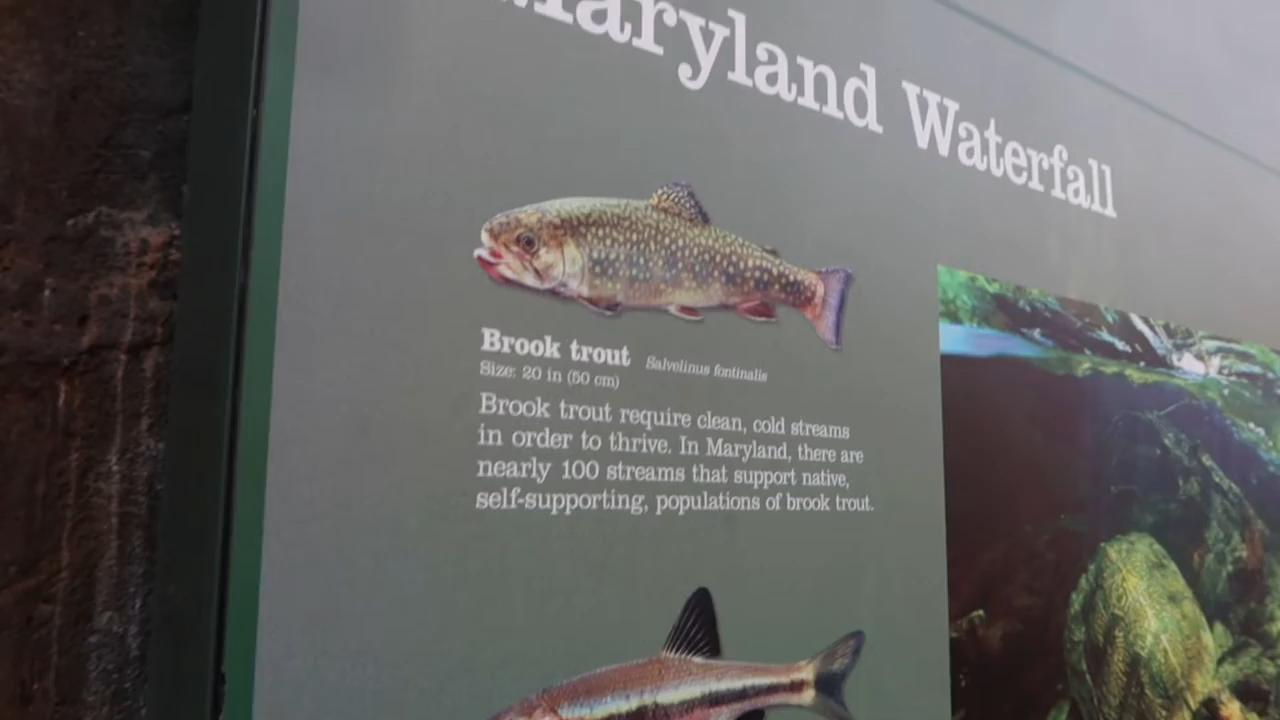 Maryland Waterfall
Brook trout Salvelinus fontinalis
Size: 20 in (50 cm)
Brook trout require clean, cold streams
in order to thrive. In Maryland, there are
nearly 100 streams that support native,
self-supporting, populations of brook trout.